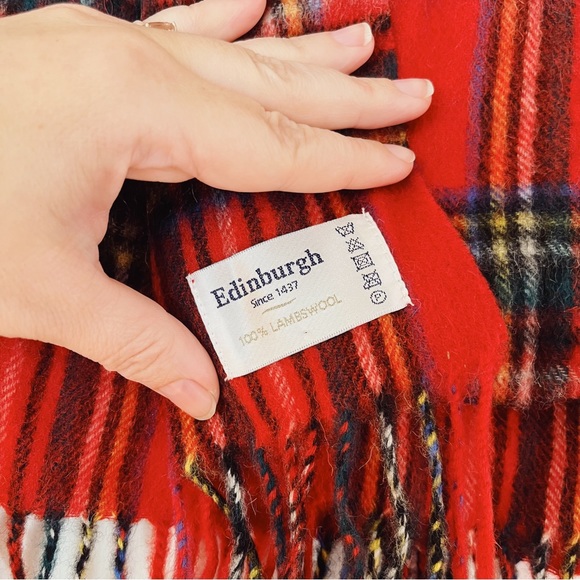 Edinburgh
Since 1437
100% LAMBSWOOL
P